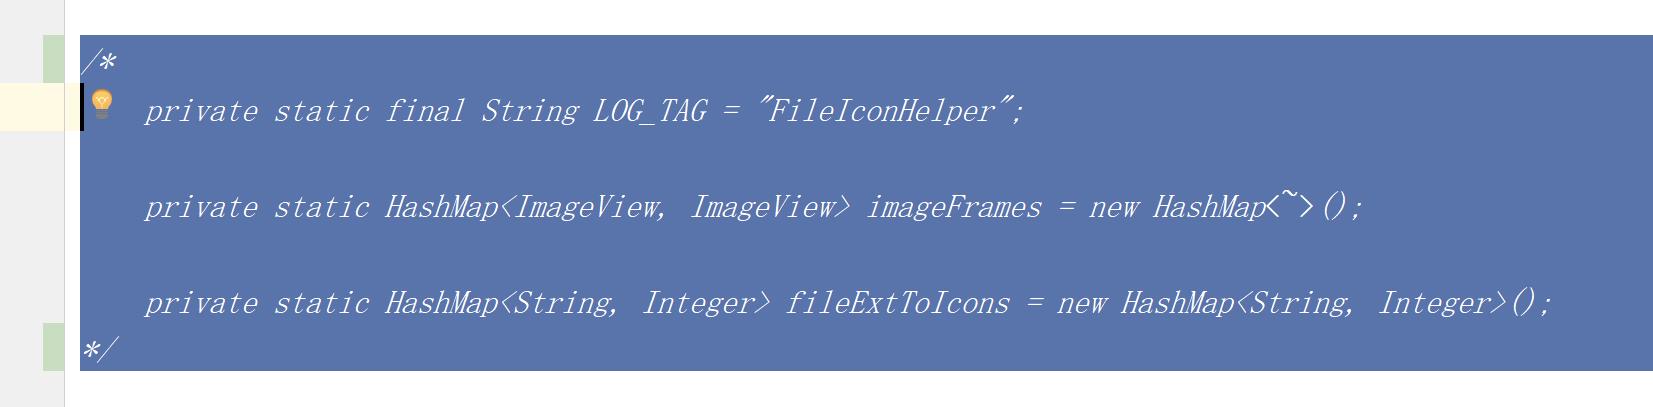 /*
private static final String LOG_TAG = "FileIconHelper";
private static HashMap<ImageView, ImageView> imageFrames = new HashMap<~>();
private static HashMap<String, Integer> fileExtToIcons = new HashMap<String, Integer>();
*/